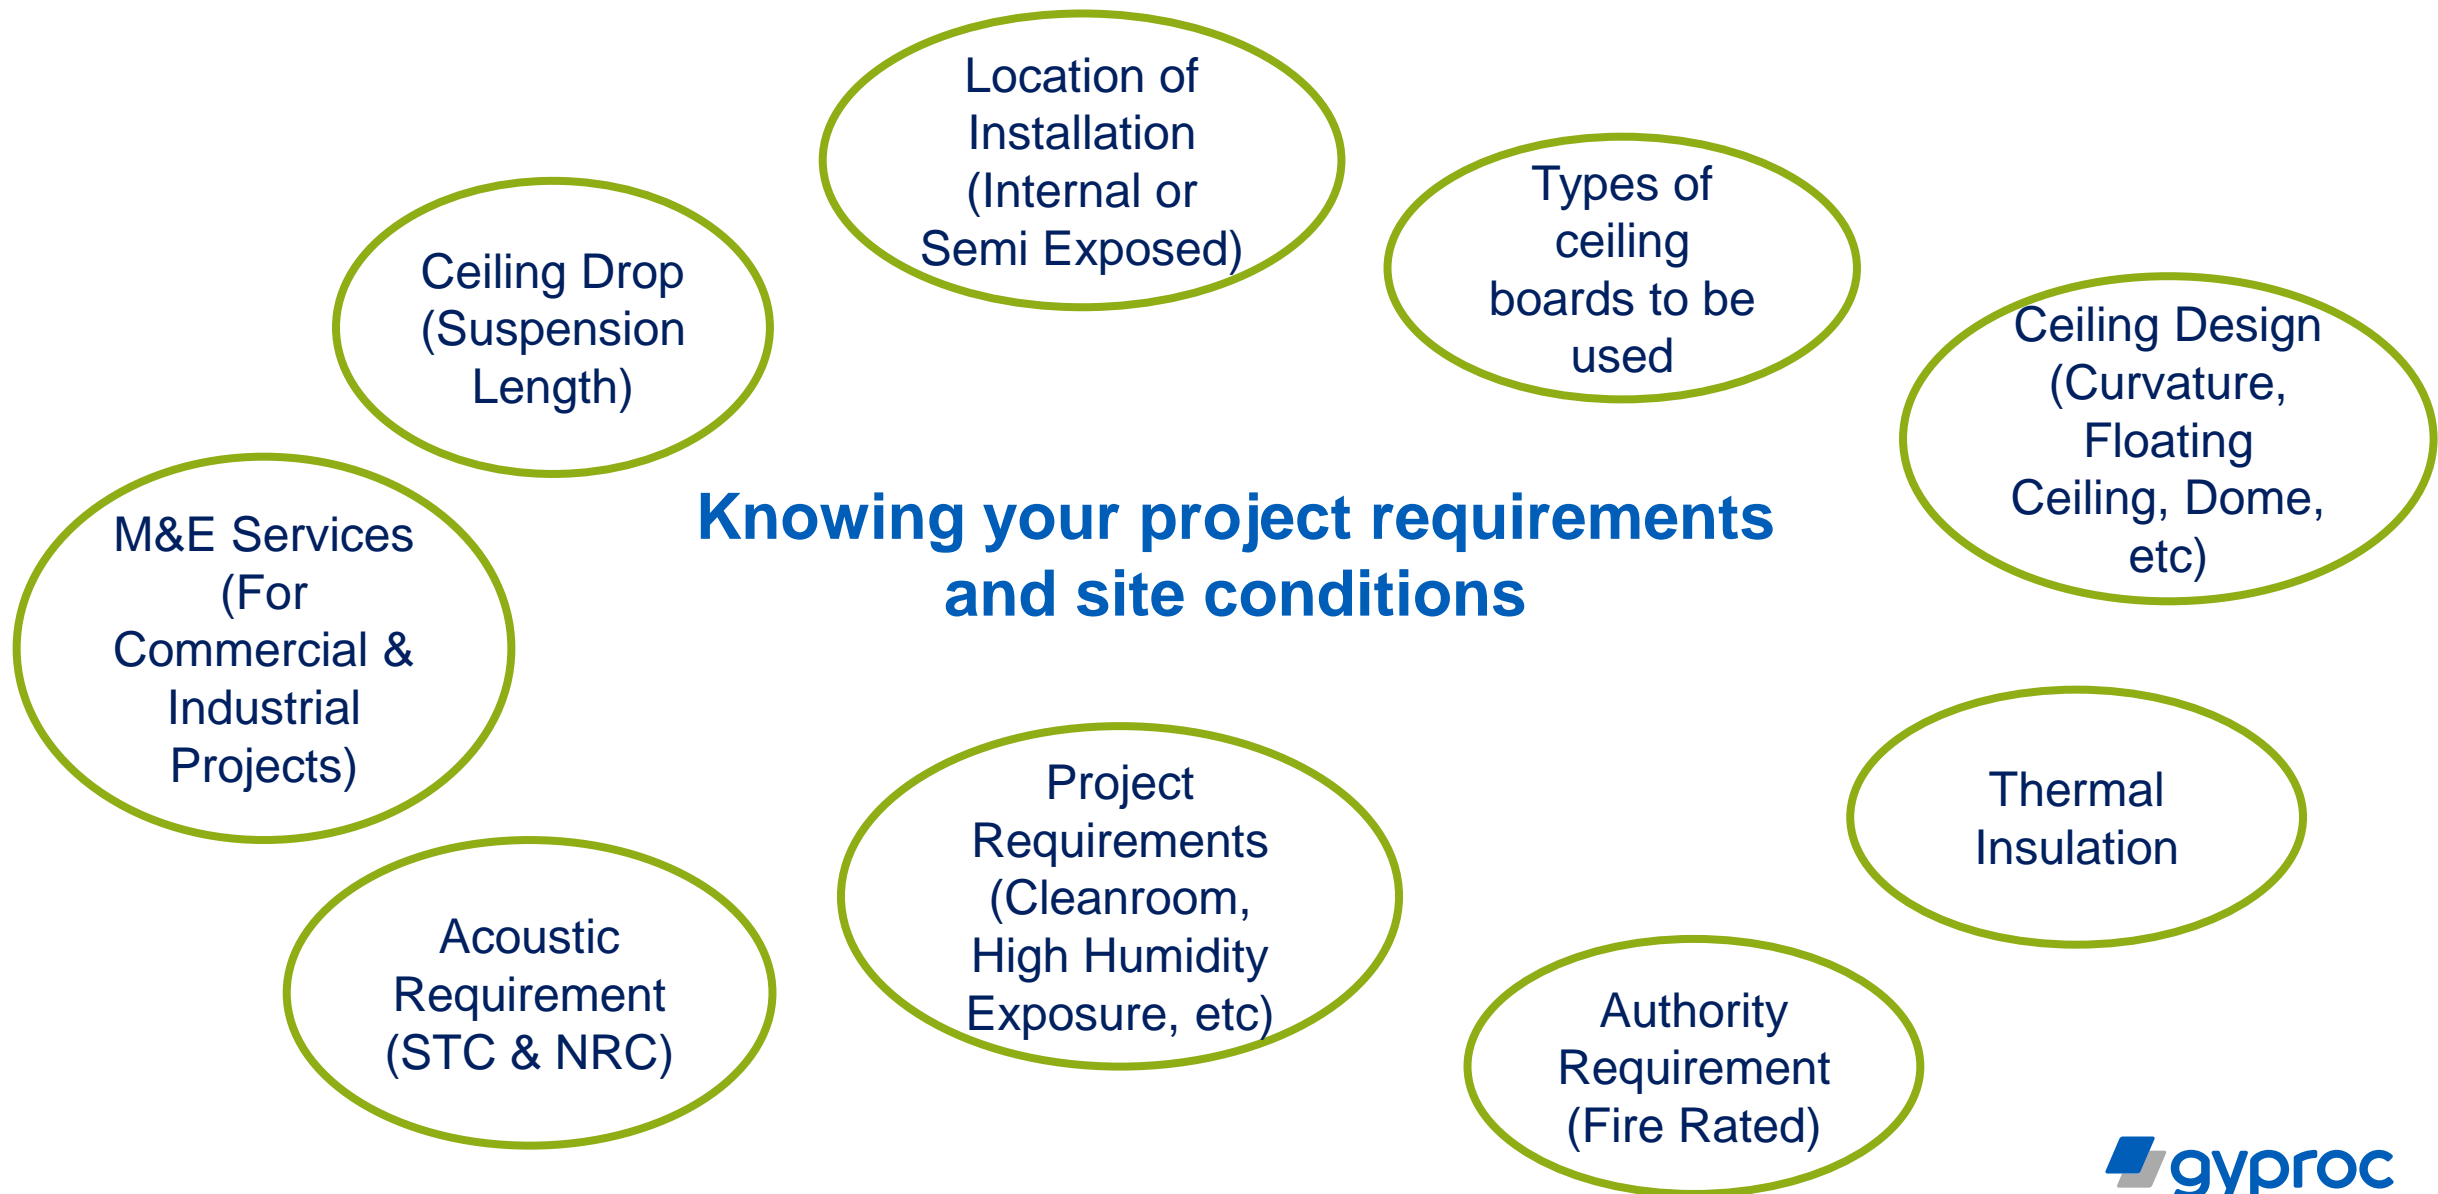 Location of
Installation
(Internal or
Semi Exposed)
Types of
ceiling
boards to be
used
Ceiling Drop
(Suspension
Length)
Ceiling Design
(Curvature,
Floating
Ceiling, Dome,
etc)
Knowing your project requirements
and site conditions
M&E Services
(For
Commercial &
Industrial
Projects)
Project
Requirements
(Cleanroom,
High Humidity
Exposure, etc)
Thermal
Insulation
Acoustic
Requirement
(STC & NRC)
Authority
Requirement
(Fire Rated)
gyproc